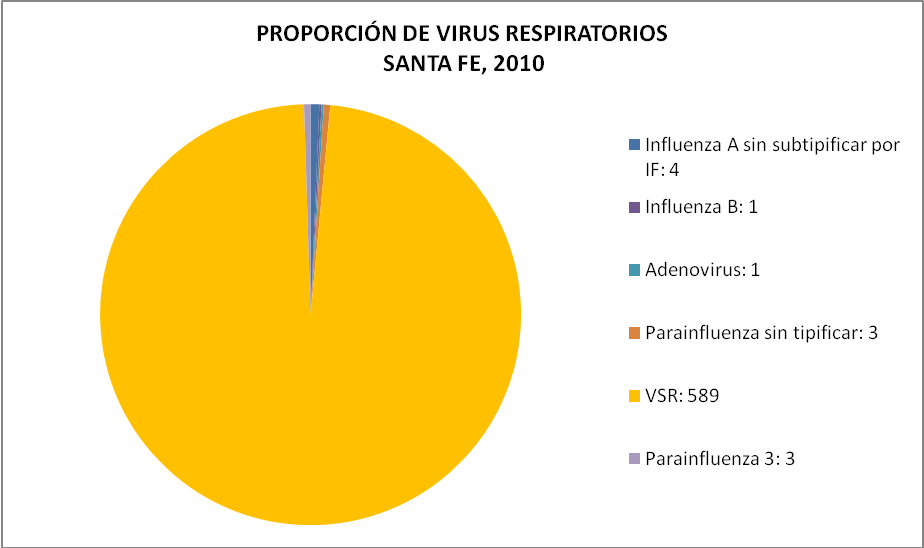 PROPORCIÓN DE VIRUS RESPIRATORIOS
SANTA FE, 2010
Influenza A sin subtipificar por
IF: 4
Influenza B: 1
Adenovirus: 1
Parainfluenza sin tipificar: 3
VSR: 589
Parainfluenza 3: 3